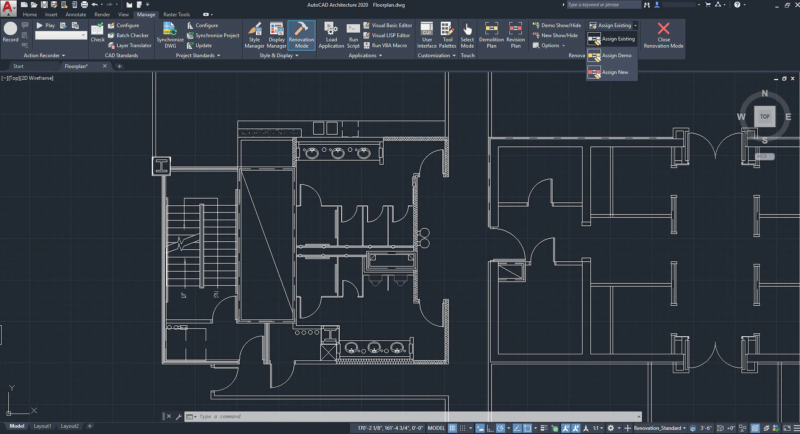 AutoCAD Architecture 2020 Floorplan.dwg
Type a keyword or phrase
Home Insert Annotate Render View Manage Raster Tools
Record
Play
Action Recorder
Check
Configure
Batch Checker
Layer Translator
CAD Standards
Synchronize DWG
Configure
Synchronize Project
Update
Project Standards
Style Manager
Display Manager
Renovation Mode
Style & Display
Load Application
Run Script
Visual Basic Editor
Visual LISP Editor
Run VBA Macro
Applications
User Interface
Tool Palettes
Customization
Select Mode
Touch
Demolition Plan
Revision Plan
Demo Show/Hide
New Show/Hide
Options
Assign Existing
Assign Existing
Assign Demo
Assign New
Close Renovation Mode
Start Floorplan*
[−][Top][2D Wireframe]
N
W TOP E
S
UP
Y
X
Type a command
Model Layout1 Layout2 +
170'-2 1/8", 161'-4 3/4", 0'-0" MODEL 1:1 Renovation_Standard 3'-6" +0"